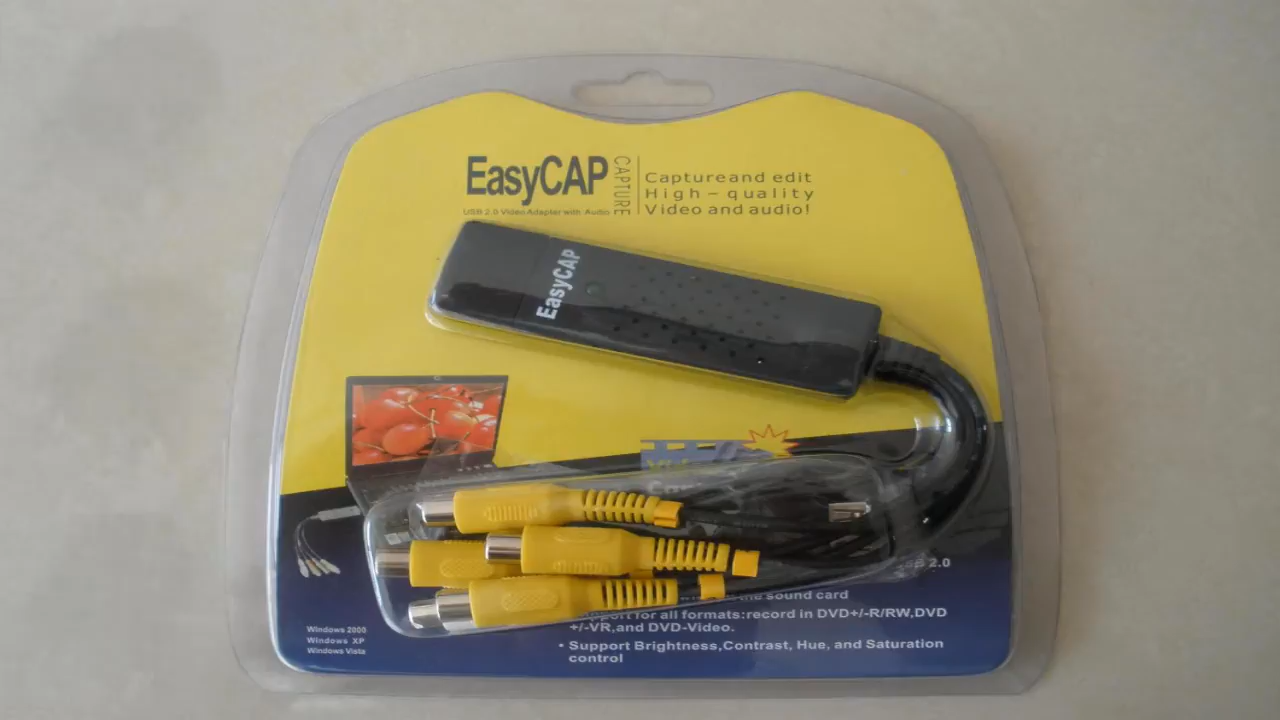 EasyCAP
CAPTURE
USB 2.0 Video Adapter with Audio
Capture and edit
High-quality
Video and audio!
EasyCAP
USB 2.0
the sound card
for all formats:record in DVD+/-R/RW,DVD
+/-VR,and DVD-Video.
• Support Brightness,Contrast, Hue, and Saturation
control
Windows 2000
Windows XP
Windows Vista